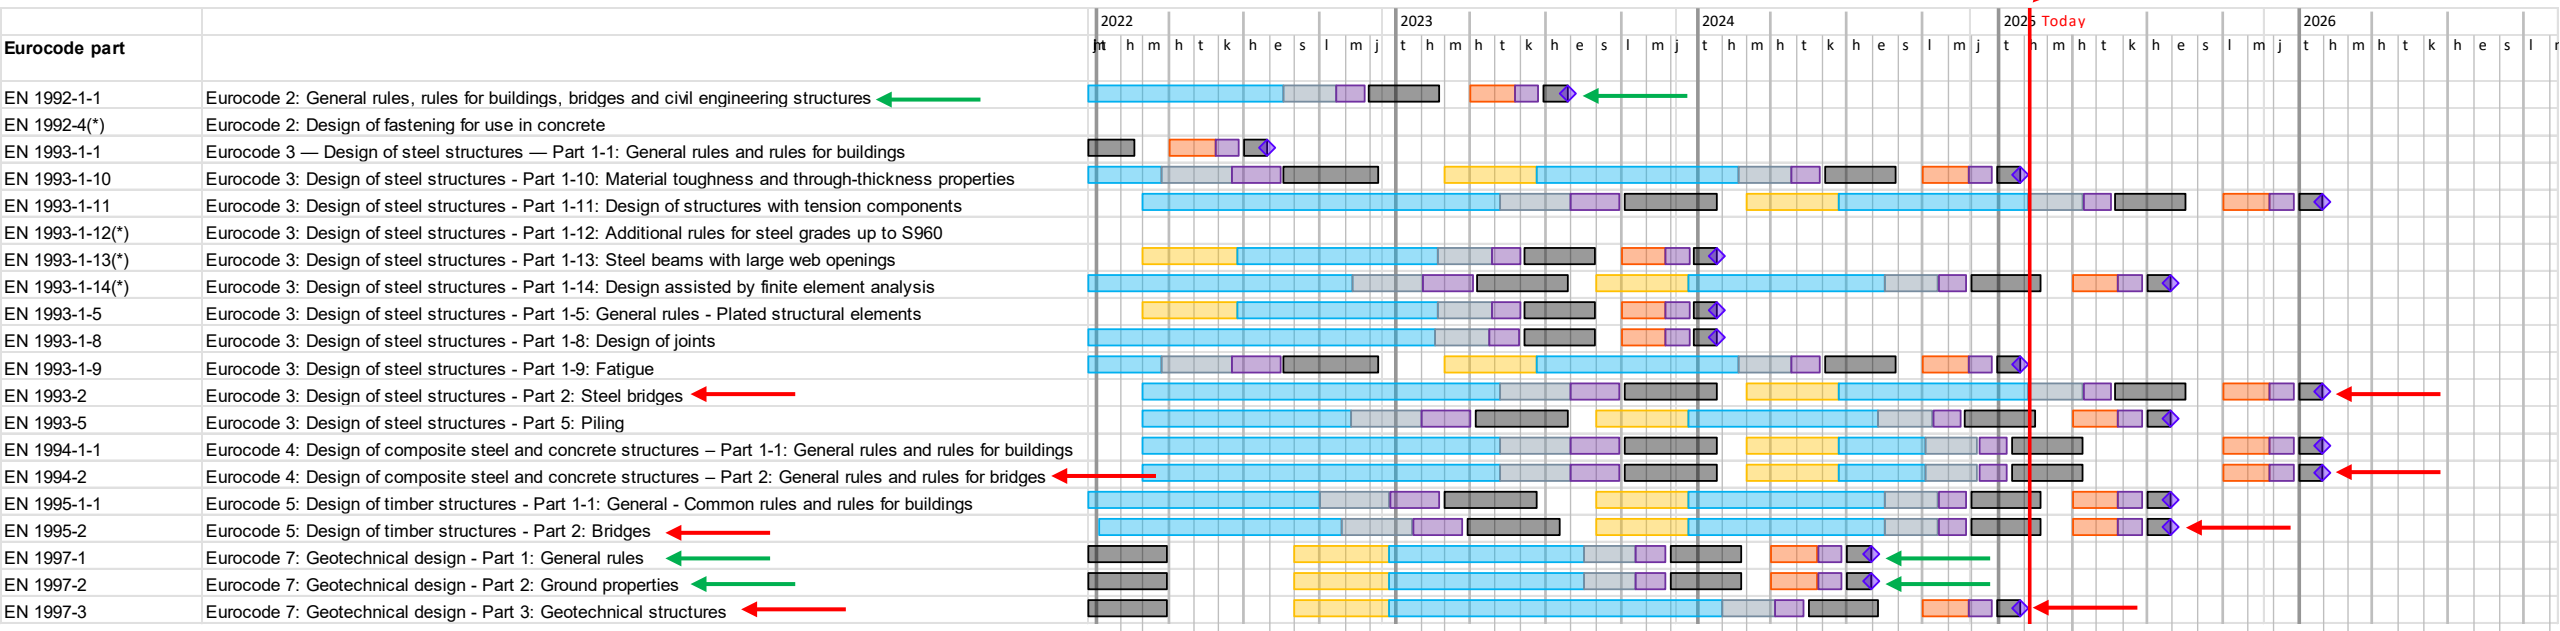 2022 2023 2024 2025 Today 2026
Eurocode part h m h t k h e s l m j t h m h t k h e s l m j t h m h t k h e s l m j t h m h t k h e s l m j t h m h t k h e s l
EN 1992-1-1 Eurocode 2: General rules, rules for buildings, bridges and civil engineering structures
EN 1992-4(*) Eurocode 2: Design of fastening for use in concrete
EN 1993-1-1 Eurocode 3 — Design of steel structures — Part 1-1: General rules and rules for buildings
EN 1993-1-10 Eurocode 3: Design of steel structures - Part 1-10: Material toughness and through-thickness properties
EN 1993-1-11 Eurocode 3: Design of steel structures - Part 1-11: Design of structures with tension components
EN 1993-1-12(*) Eurocode 3: Design of steel structures - Part 1-12: Additional rules for steel grades up to S960
EN 1993-1-13(*) Eurocode 3: Design of steel structures - Part 1-13: Steel beams with large web openings
EN 1993-1-14(*) Eurocode 3: Design of steel structures - Part 1-14: Design assisted by finite element analysis
EN 1993-1-5 Eurocode 3: Design of steel structures - Part 1-5: General rules - Plated structural elements
EN 1993-1-8 Eurocode 3: Design of steel structures - Part 1-8: Design of joints
EN 1993-1-9 Eurocode 3: Design of steel structures - Part 1-9: Fatigue
EN 1993-2 Eurocode 3: Design of steel structures - Part 2: Steel bridges
EN 1993-5 Eurocode 3: Design of steel structures - Part 5: Piling
EN 1994-1-1 Eurocode 4: Design of composite steel and concrete structures – Part 1-1: General rules and rules for buildings
EN 1994-2 Eurocode 4: Design of composite steel and concrete structures – Part 2: General rules and rules for bridges
EN 1995-1-1 Eurocode 5: Design of timber structures - Part 1-1: General - Common rules and rules for buildings
EN 1995-2 Eurocode 5: Design of timber structures - Part 2: Bridges
EN 1997-1 Eurocode 7: Geotechnical design - Part 1: General rules
EN 1997-2 Eurocode 7: Geotechnical design - Part 2: Ground properties
EN 1997-3 Eurocode 7: Geotechnical design - Part 3: Geotechnical structures